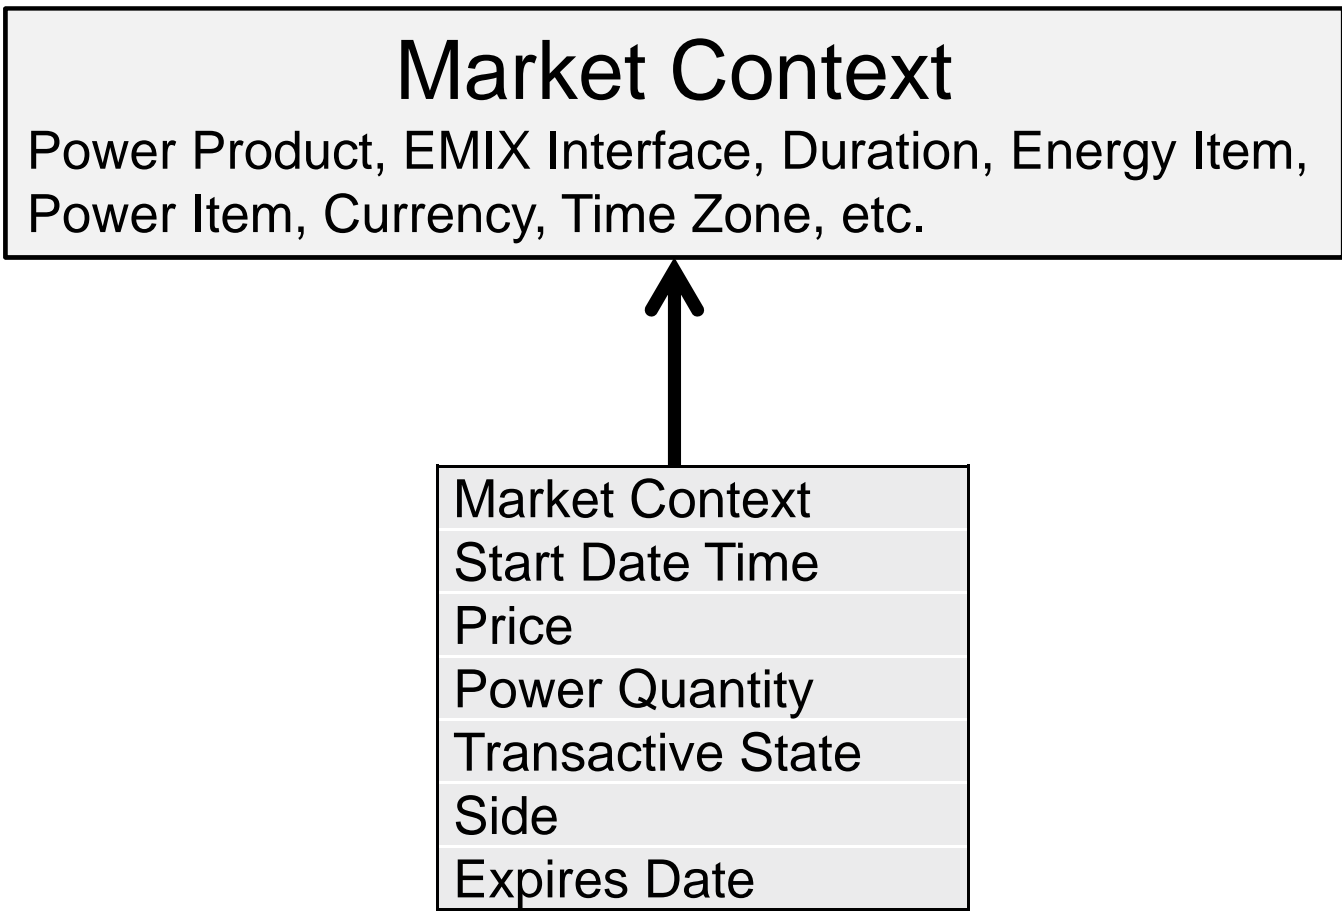 Market Context
Power Product, EMIX Interface, Duration, Energy Item,
Power Item, Currency, Time Zone, etc.
Market Context
Start Date Time
Price
Power Quantity
Transactive State
Side
Expires Date